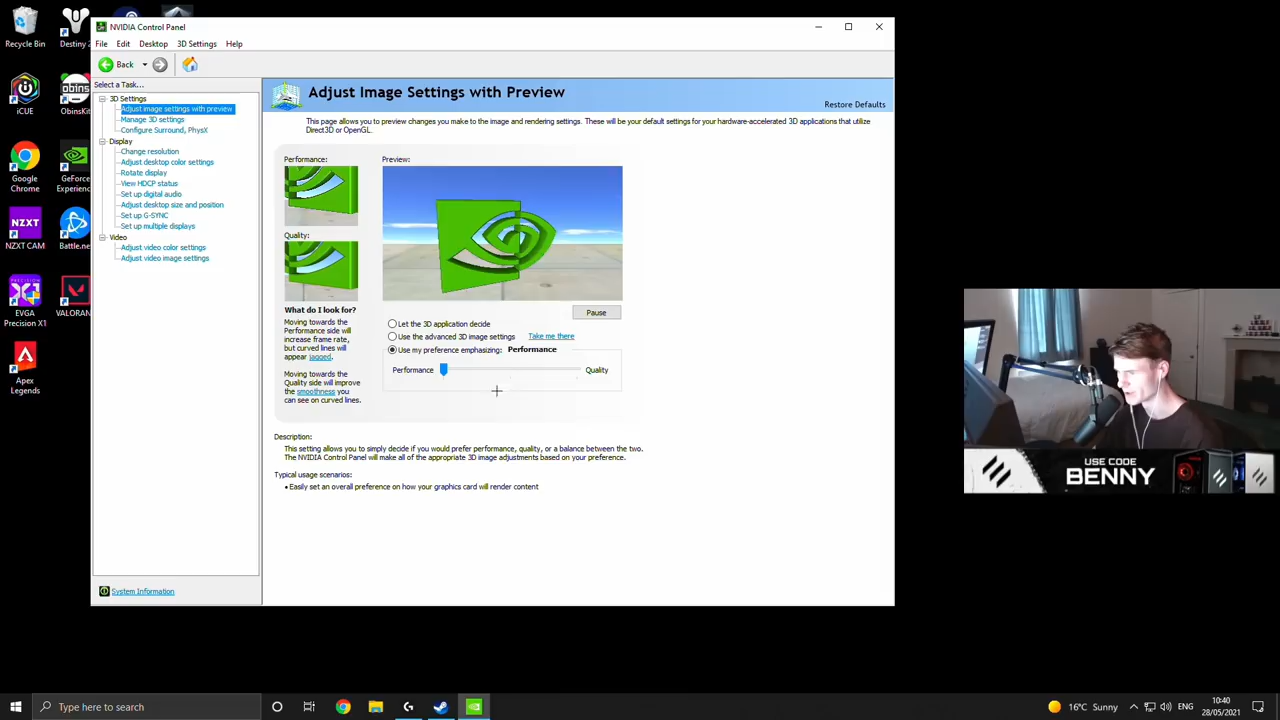 Recycle Bin
Destiny 2
iCUE
ObinsKit
Google
Chrome
GeForce
Experience
NZXT CAM
Battle.net
EVGA
Precision X1
VALORAN
Apex
Legends
NVIDIA Control Panel
File Edit Desktop 3D Settings Help
Back
Select a Task...
3D Settings
Adjust image settings with preview
Manage 3D settings
Configure Surround, PhysX
Display
Change resolution
Adjust desktop color settings
Rotate display
View HDCP status
Set up digital audio
Adjust desktop size and position
Set up G-SYNC
Set up multiple displays
Video
Adjust video color settings
Adjust video image settings
System Information
Adjust Image Settings with Preview
Restore Defaults
This page allows you to preview changes you make to the image and rendering settings. These will be your default settings for your hardware-accelerated 3D applications that utilize
Direct3D or OpenGL.
Performance:
Quality:
What do I look for?
Moving towards the
Performance side will
increase frame rate,
but curved lines will
appear jagged.
Moving towards the
Quality side will improve
the smoothness you
can see on curved lines.
Preview:
Pause
Let the 3D application decide
Use the advanced 3D image settings Take me there
Use my preference emphasizing: Performance
Performance Quality
Description:
This setting allows you to simply decide if you would prefer performance, quality, or a balance between the two.
The NVIDIA Control Panel will make all of the appropriate 3D image adjustments based on your preference.
Typical usage scenarios:
• Easily set an overall preference on how your graphics card will render content
USE CODE
BENNY
Type here to search
16°C Sunny
ENG
10:40
28/05/2021